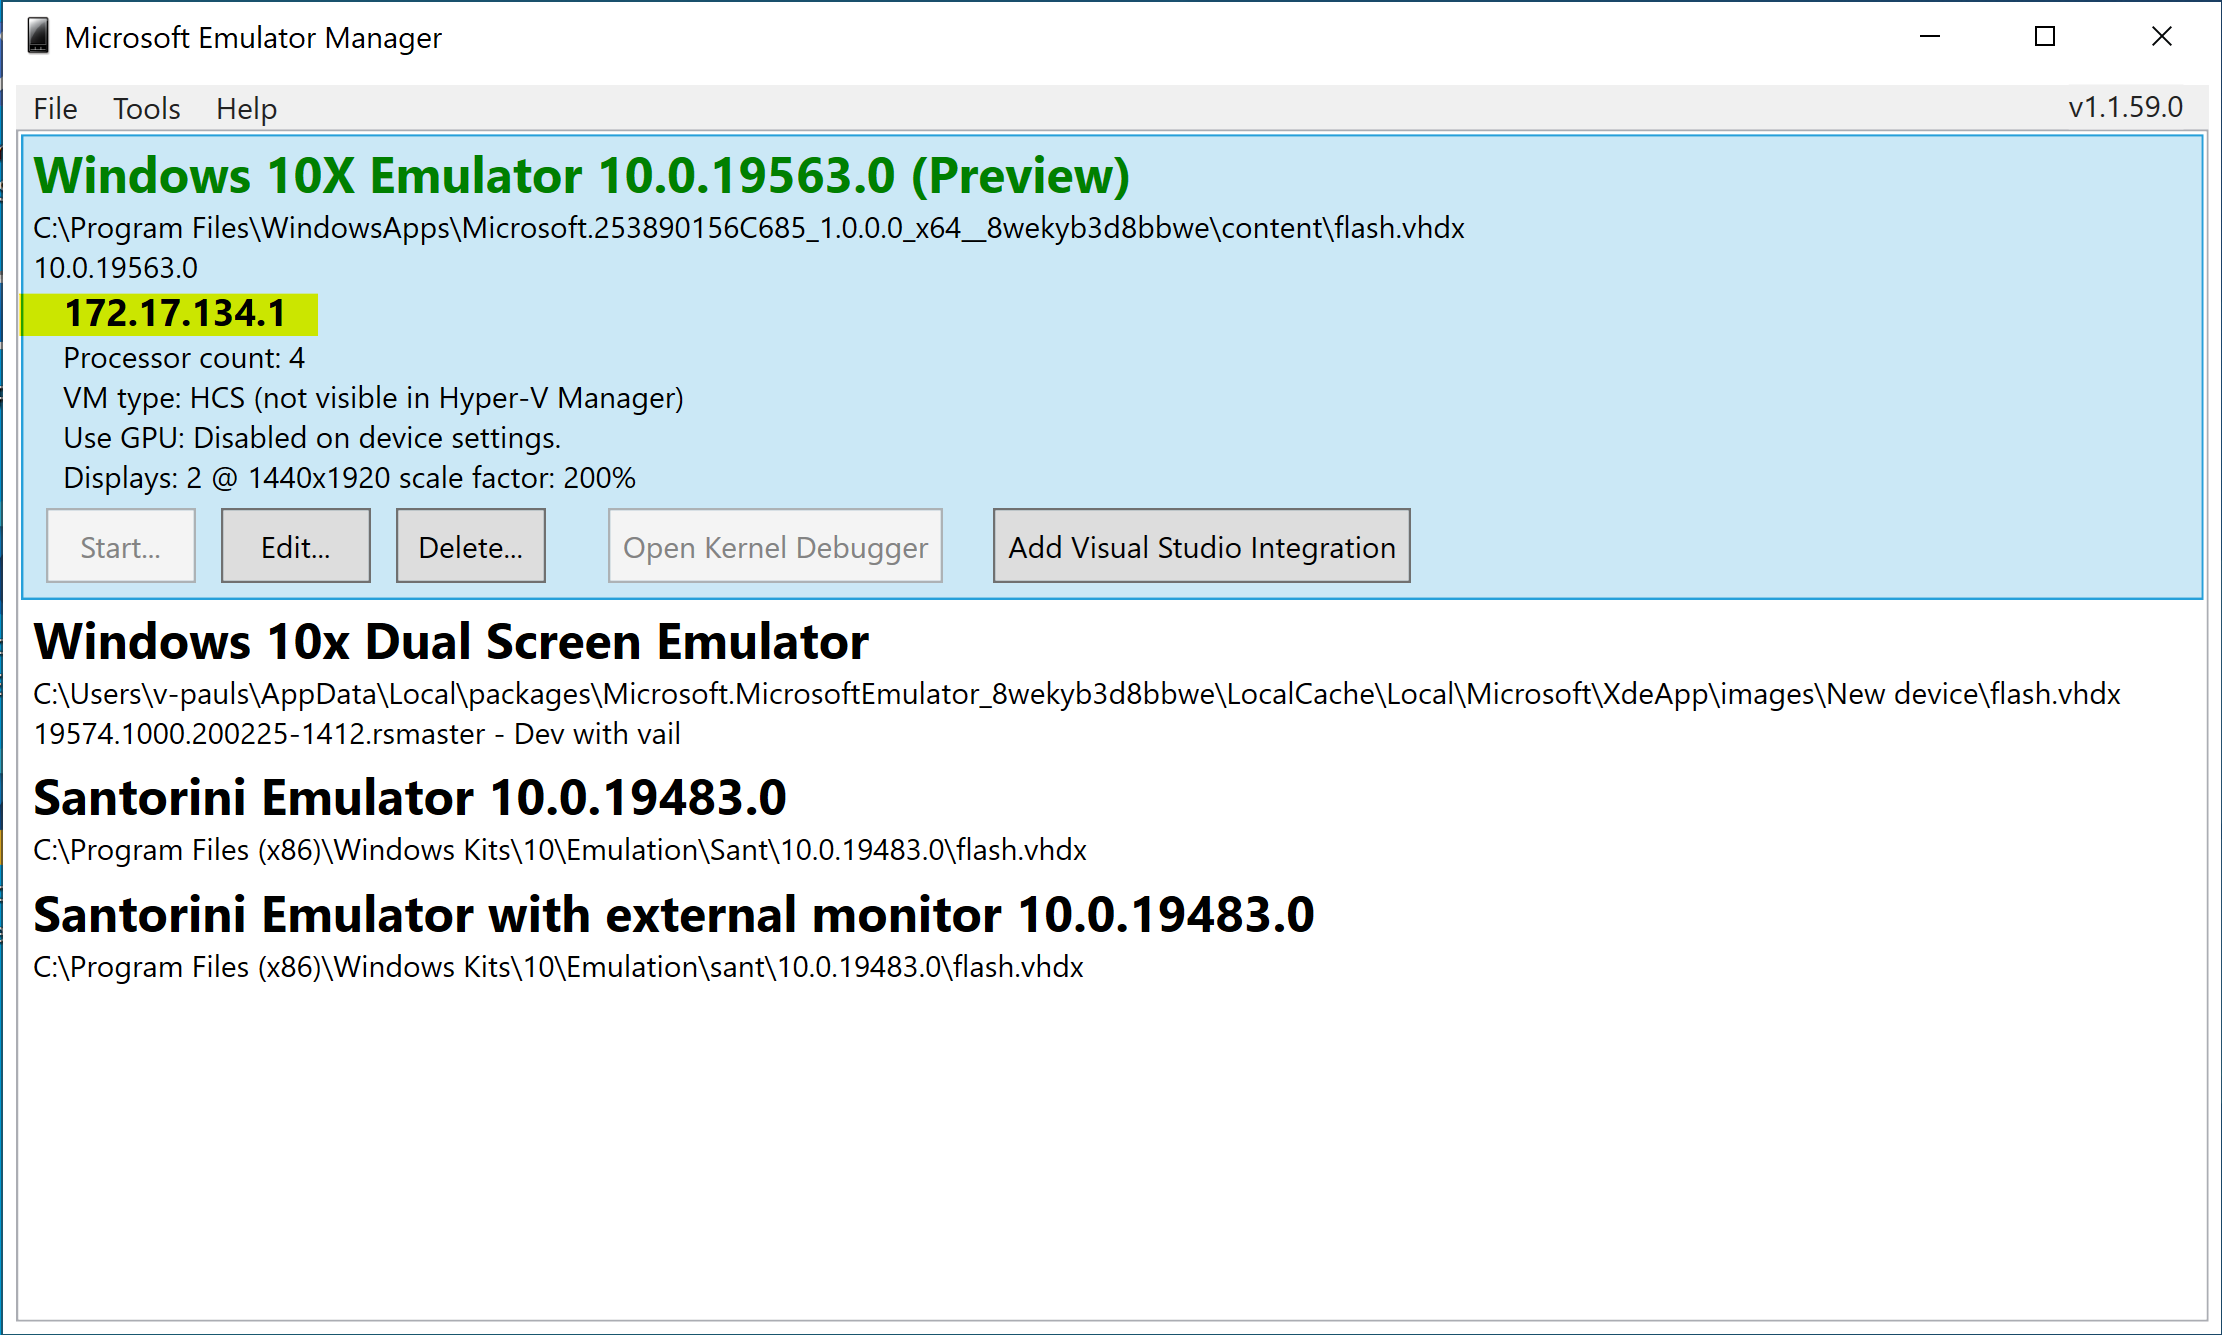 Microsoft Emulator Manager
File Tools Help v1.1.59.0
Windows 10X Emulator 10.0.19563.0 (Preview)
C:\Program Files\WindowsApps\Microsoft.253890156C685_1.0.0.0_x64__8wekyb3d8bbwe\content\flash.vhdx
10.0.19563.0
172.17.134.1
Processor count: 4
VM type: HCS (not visible in Hyper-V Manager)
Use GPU: Disabled on device settings.
Displays: 2 @ 1440x1920 scale factor: 200%
Start... Edit... Delete... Open Kernel Debugger Add Visual Studio Integration
Windows 10x Dual Screen Emulator
C:\Users\v-pauls\AppData\Local\packages\Microsoft.MicrosoftEmulator_8wekyb3d8bbwe\LocalCache\Local\Microsoft\XdeApp\images\New device\flash.vhdx
19574.1000.200225-1412.rsmaster - Dev with vail
Santorini Emulator 10.0.19483.0
C:\Program Files (x86)\Windows Kits\10\Emulation\Sant\10.0.19483.0\flash.vhdx
Santorini Emulator with external monitor 10.0.19483.0
C:\Program Files (x86)\Windows Kits\10\Emulation\sant\10.0.19483.0\flash.vhdx